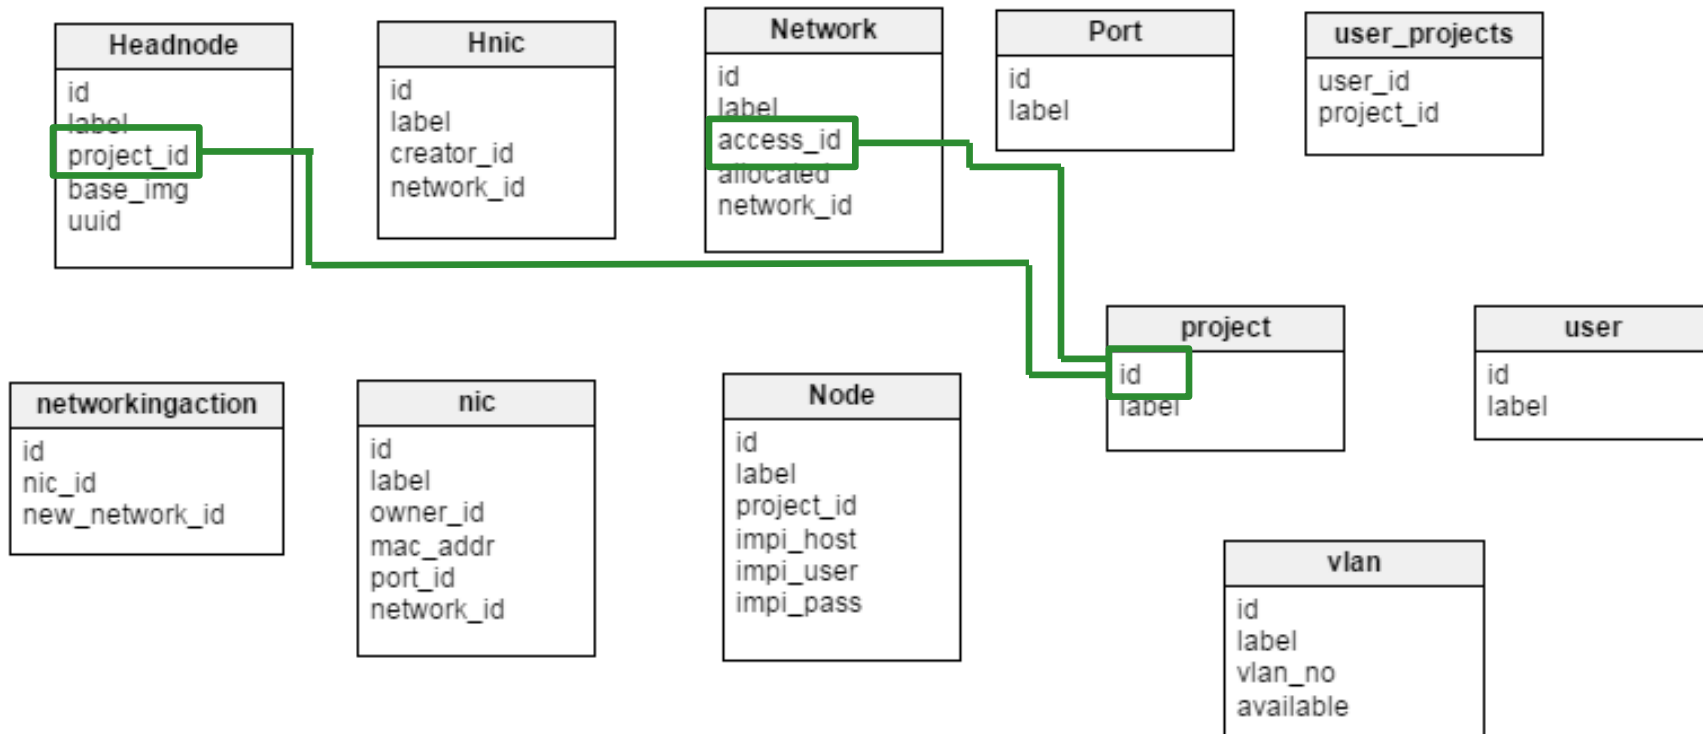 Headnode
id
label
project_id
base_img
uuid
Hnic
id
label
creator_id
network_id
Network
id
label
access_id
allocated
network_id
Port
id
label
user_projects
user_id
project_id
project
id
label
user
id
label
networkingaction
id
nic_id
new_network_id
nic
id
label
owner_id
mac_addr
port_id
network_id
Node
id
label
project_id
impi_host
impi_user
impi_pass
vlan
id
label
vlan_no
available